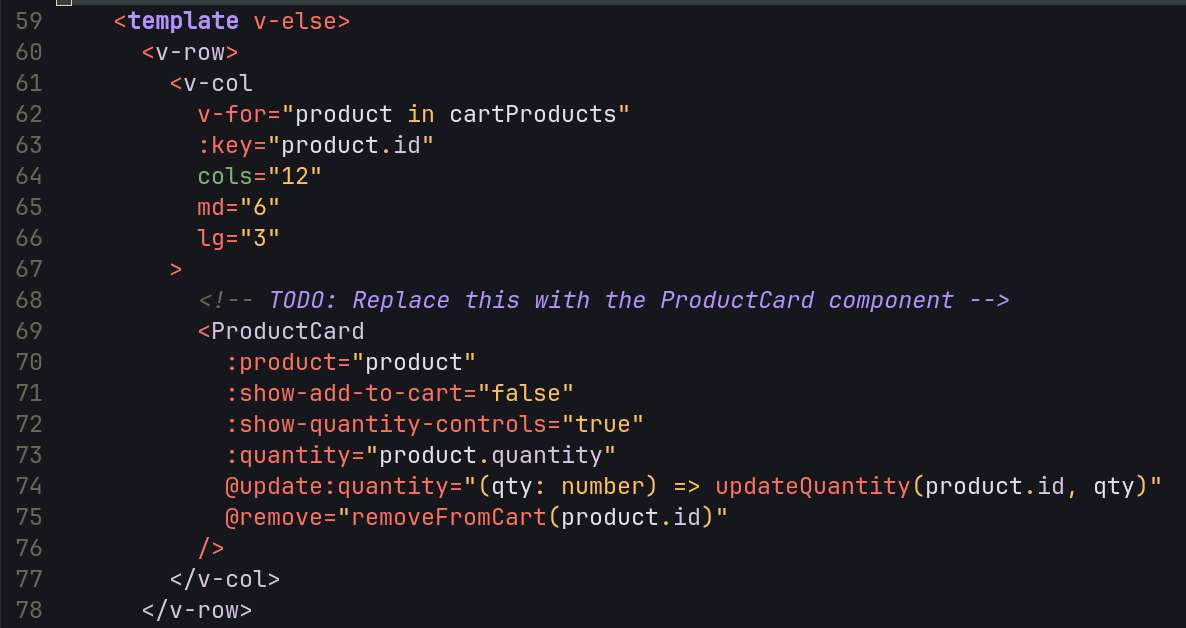 59 <template v-else>
60 <v-row>
61 <v-col
62 v-for="product in cartProducts"
63 :key="product.id"
64 cols="12"
65 md="6"
66 lg="3"
67 >
68 <!-- TODO: Replace this with the ProductCard component -->
69 <ProductCard
70 :product="product"
71 :show-add-to-cart="false"
72 :show-quantity-controls="true"
73 :quantity="product.quantity"
74 @update:quantity="(qty: number) => updateQuantity(product.id, qty)"
75 @remove="removeFromCart(product.id)"
76 />
77 </v-col>
78 </v-row>